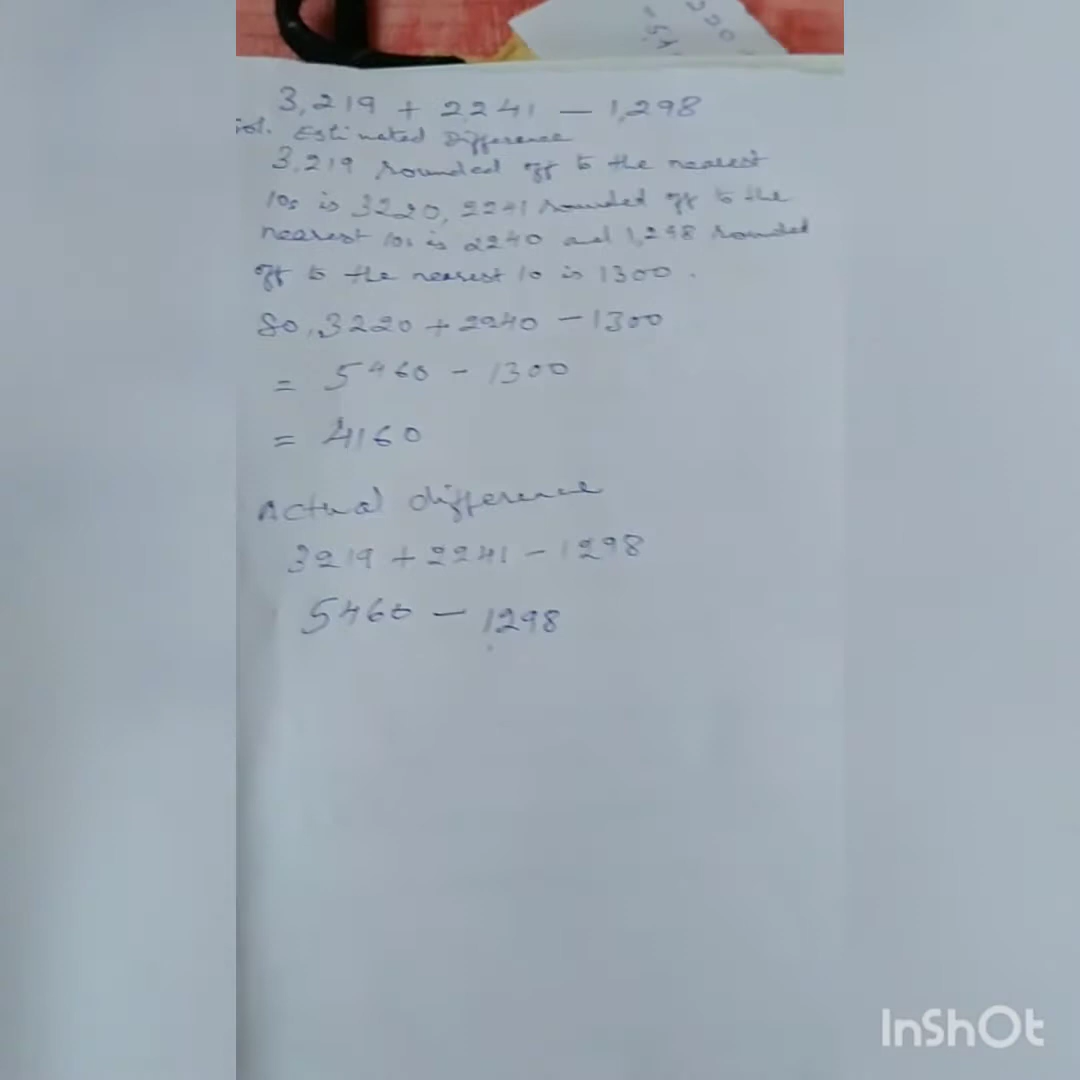 3,219 + 2241 - 1,298
Estimated Difference
3,219 rounded off to the nearest
10s is 3220, 2241 rounded off to the
nearest 10s is 2240 and 1,298 rounded
off to the nearest 10 is 1300.
So, 3220 + 2240 - 1300
= 5460 - 1300
= 4160
Actual difference
3219 + 2241 - 1298
5460 - 1298
InShOt